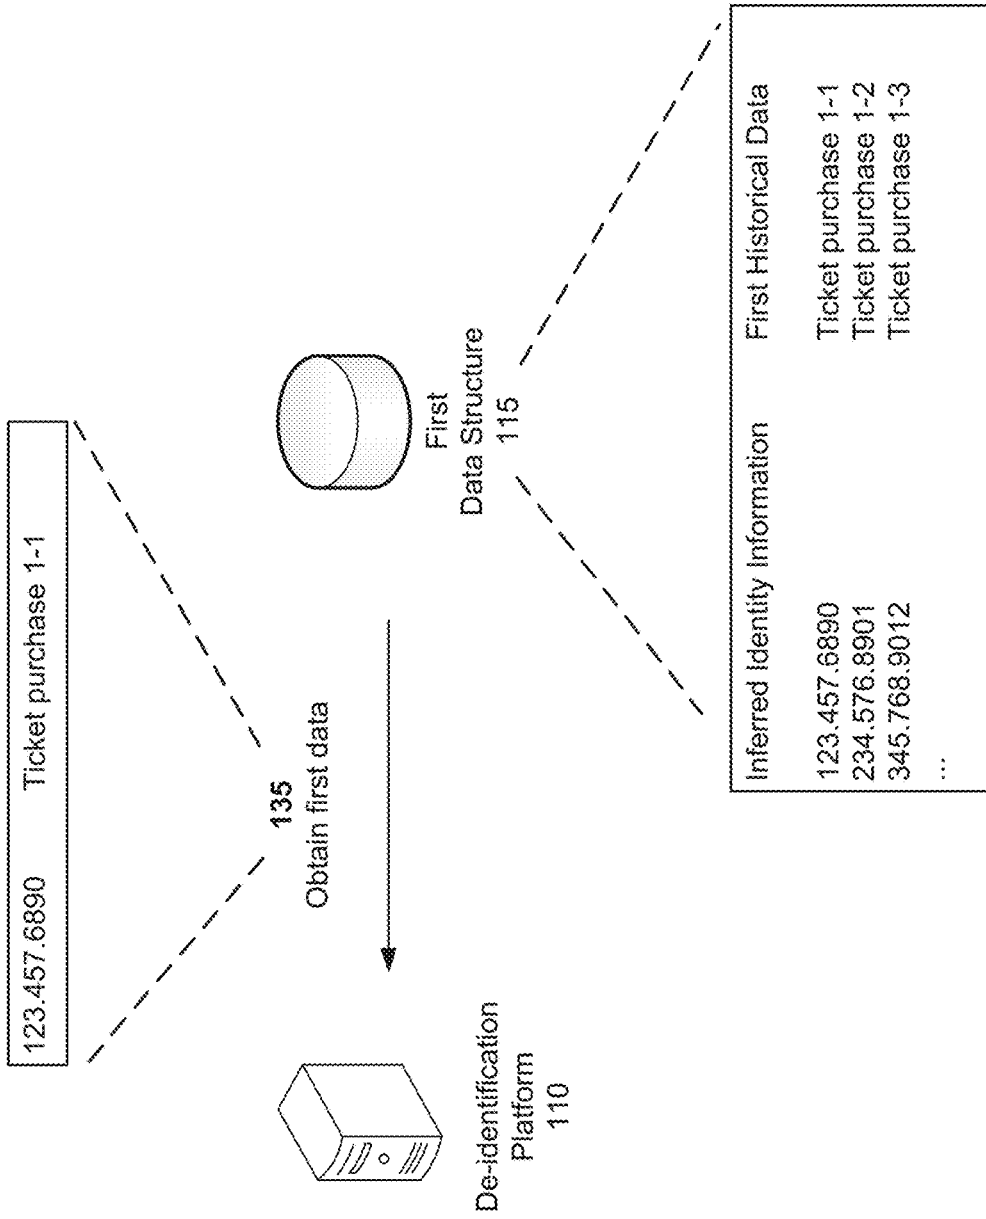 123.457.6890 Ticket purchase 1-1
135
Obtain first data
De-identification
Platform
110
First
Data Structure
115
Inferred Identity Information First Historical Data
123.457.6890 Ticket purchase 1-1
234.576.8901 Ticket purchase 1-2
345.768.9012 Ticket purchase 1-3
...